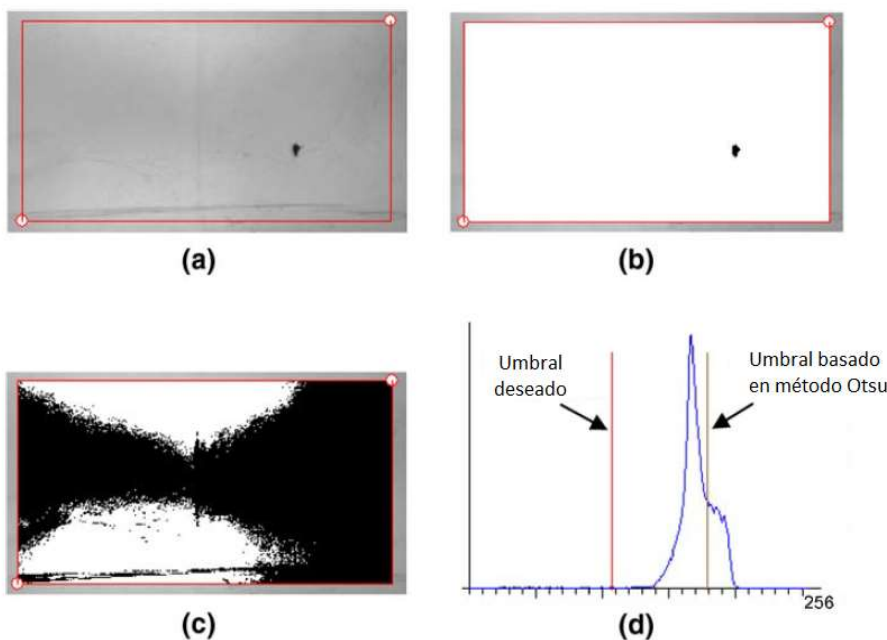 (a)
(b)
Umbral
deseado
Umbral basado
en método Otsu
256
(c)
(d)